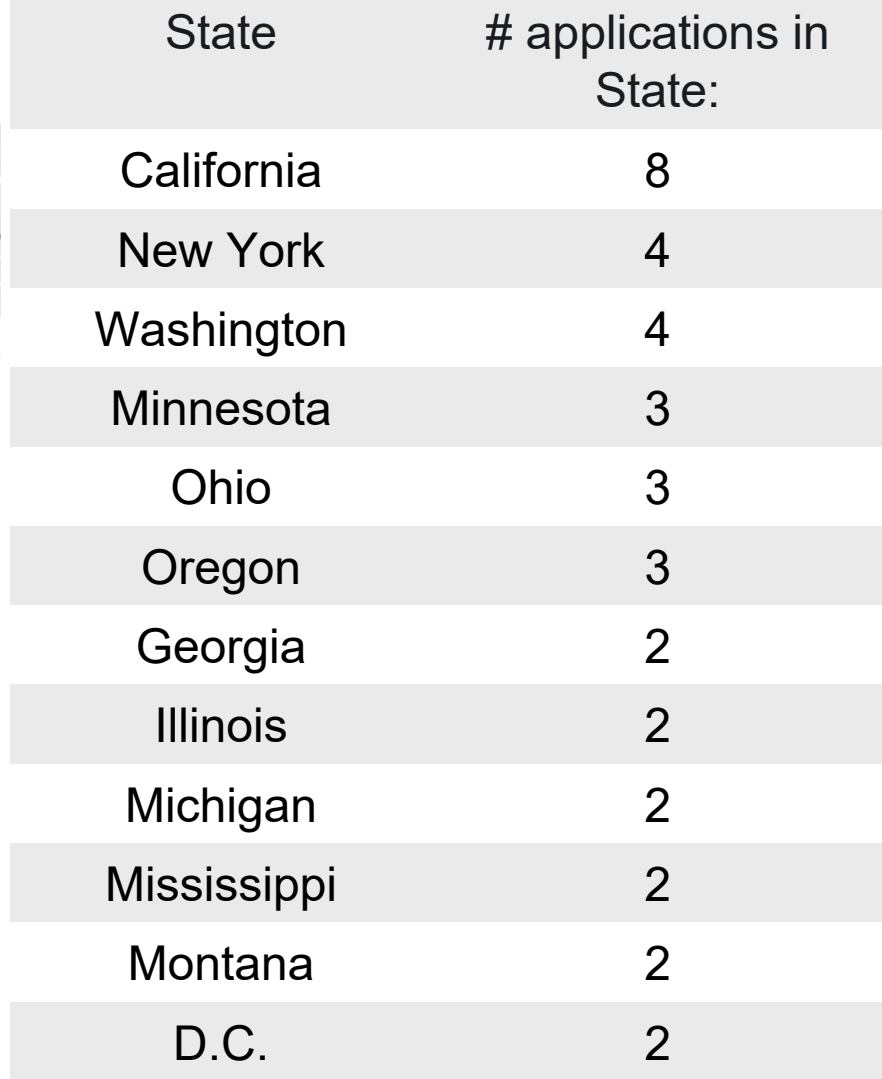 State # applications in
State:
California 8
New York 4
Washington 4
Minnesota 3
Ohio 3
Oregon 3
Georgia 2
Illinois 2
Michigan 2
Mississippi 2
Montana 2
D.C. 2